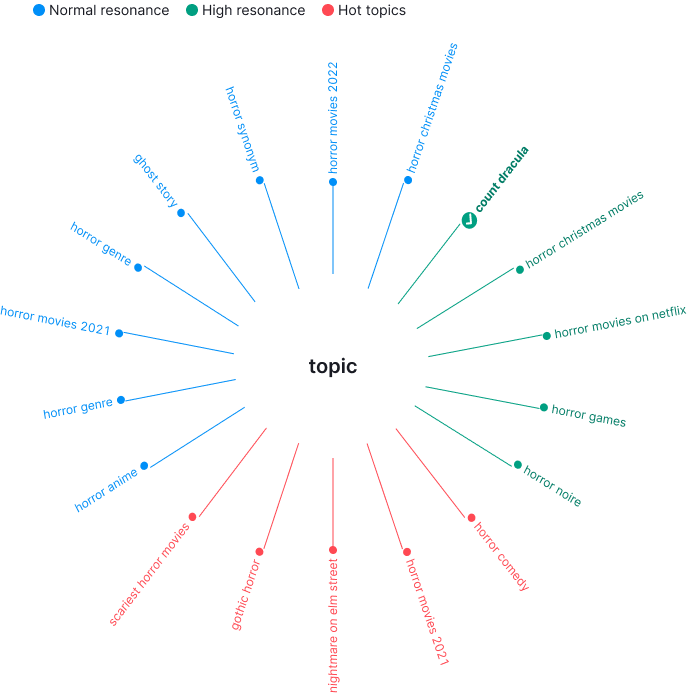 Normal resonance
High resonance
Hot topics
horror movies 2022
horror christmas movies
count dracula
horror christmas movies
horror movies on netflix
horror games
horror noire
horror comedy
horror movies 2021
nightmare on elm street
gothic horror
scariest horror movies
horror anime
horror genre
horror movies 2021
horror genre
ghost story
horror synonym
topic